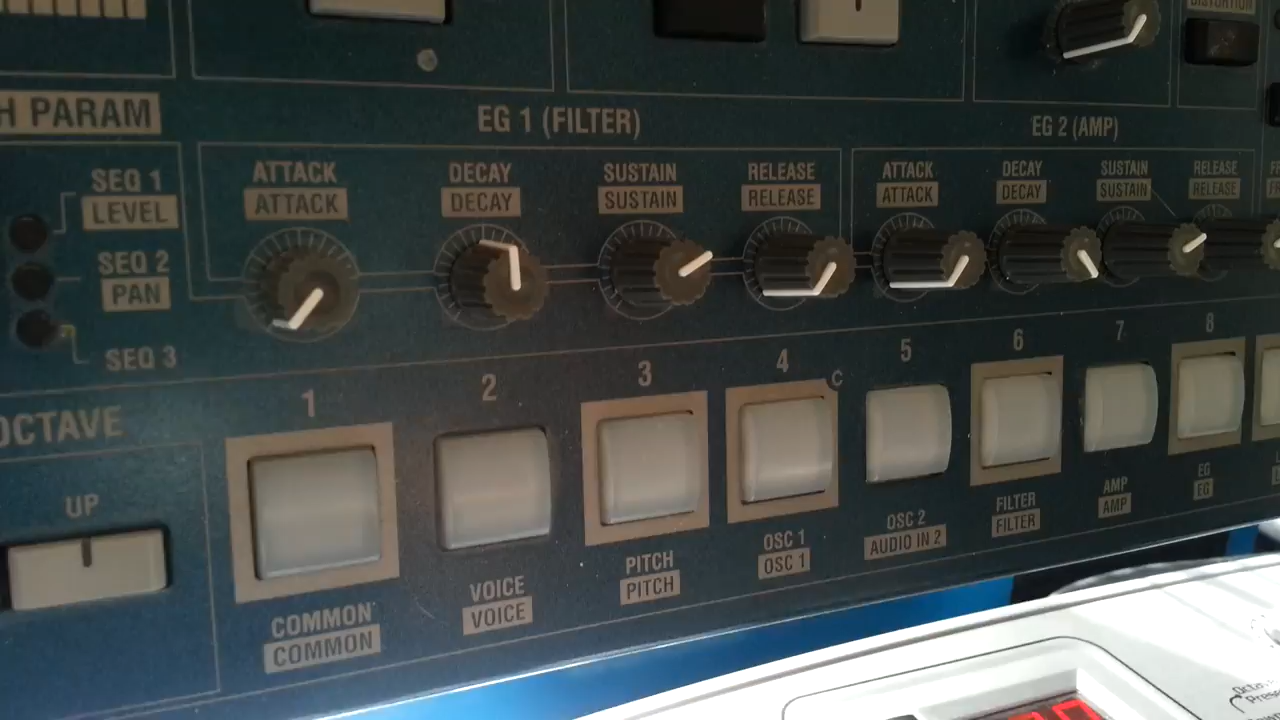 DISTORTION
H PARAM
EG 1 (FILTER)
EG 2 (AMP)
SEQ 1
LEVEL
SEQ 2
PAN
SEQ 3
ATTACK
ATTACK
DECAY
DECAY
SUSTAIN
SUSTAIN
RELEASE
RELEASE
ATTACK
ATTACK
DECAY
DECAY
SUSTAIN
SUSTAIN
RELEASE
RELEASE
OCTAVE
UP
1
2
3
4
C
5
6
7
8
COMMON
COMMON
VOICE
VOICE
PITCH
PITCH
OSC 1
OSC 1
OSC 2
AUDIO IN 2
FILTER
FILTER
AMP
AMP
EG
EG